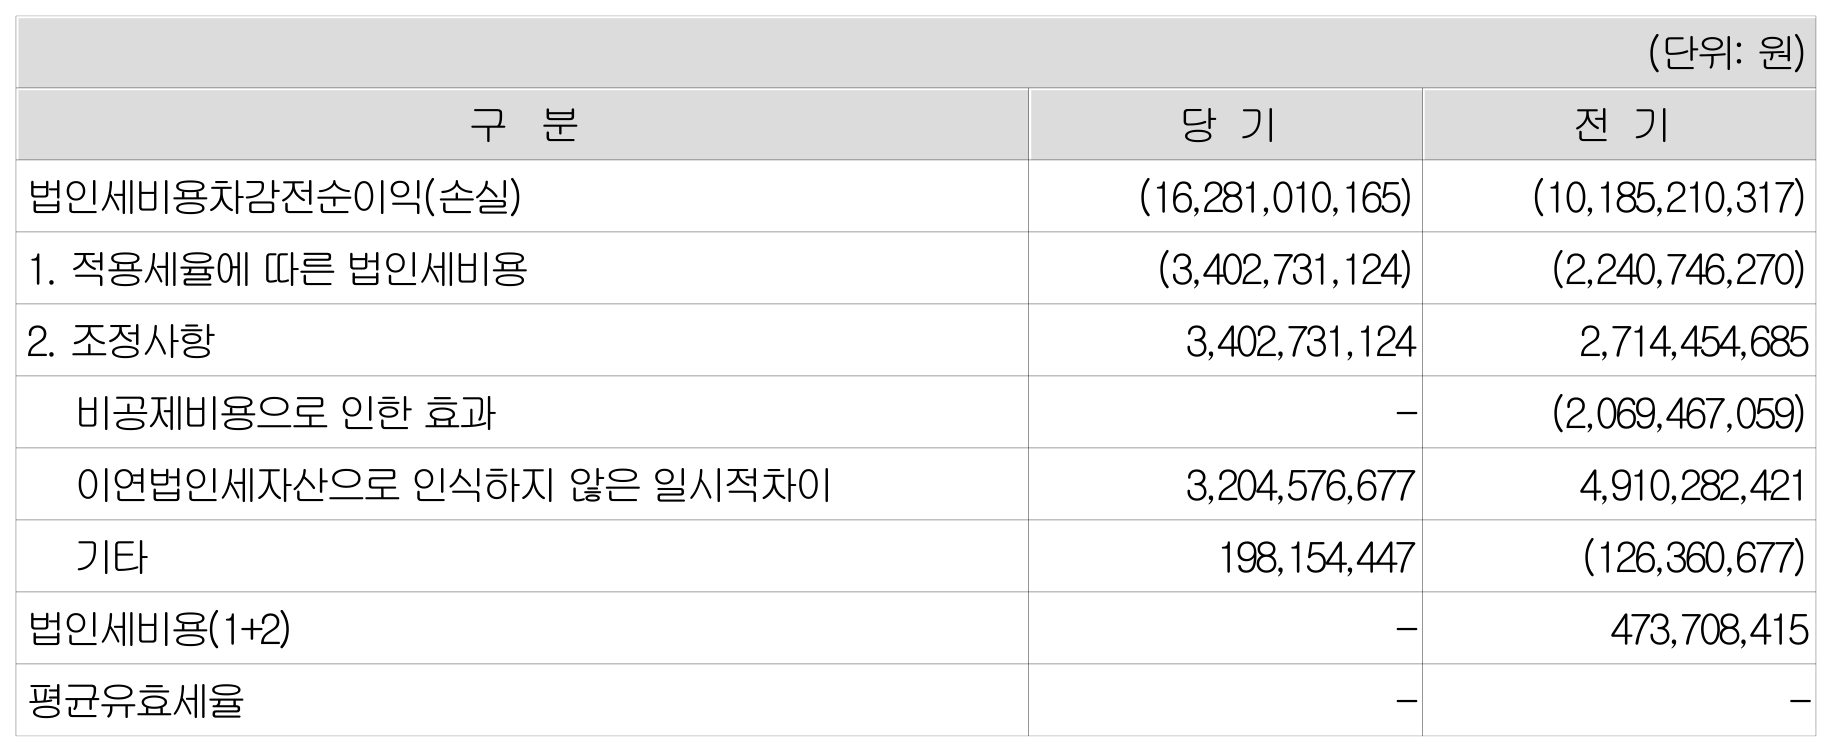 (단위: 원)
구 분 당 기 전 기
법인세비용차감전순이익(손실) (16,281,010,165) (10,185,210,317)
1. 적용세율에 따른 법인세비용 (3,402,731,124) (2,240,746,270)
2. 조정사항 3,402,731,124 2,714,454,685
비공제비용으로 인한 효과 - (2,069,467,059)
이연법인세자산으로 인식하지 않은 일시적차이 3,204,576,677 4,910,282,421
기타 198,154,447 (126,360,677)
법인세비용(1+2) - 473,708,415
평균유효세율 - -